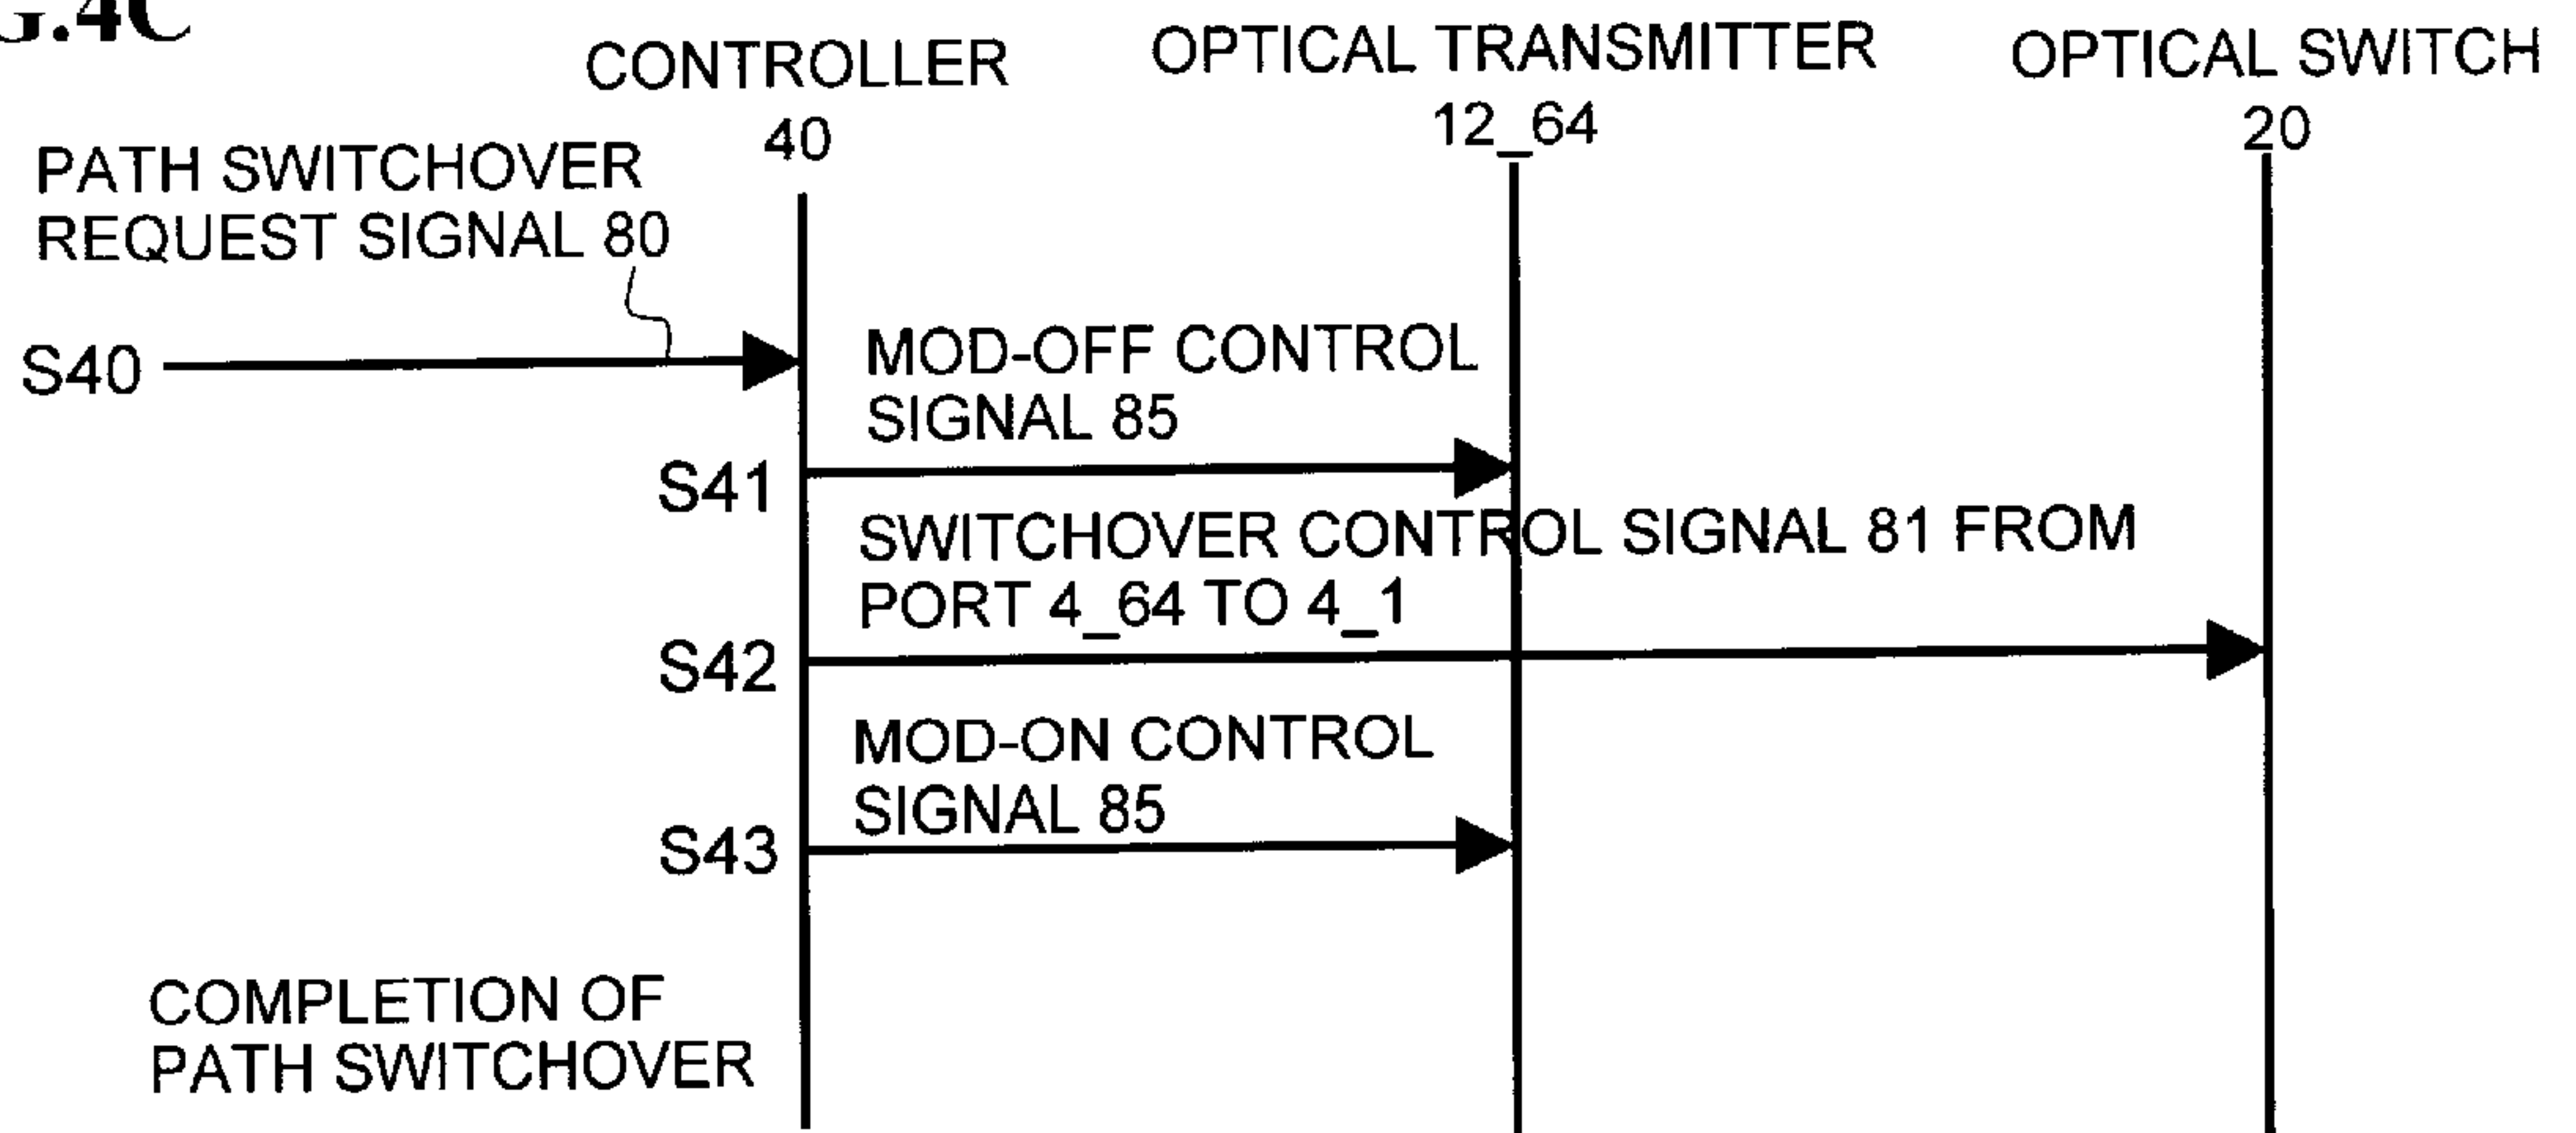 G.4C
CONTROLLER
40
OPTICAL TRANSMITTER
12_64
OPTICAL SWITCH
20
PATH SWITCHOVER
REQUEST SIGNAL 80
S40
MOD-OFF CONTROL
SIGNAL 85
S41
SWITCHOVER CONTROL SIGNAL 81 FROM
PORT 4_64 TO 4_1
S42
MOD-ON CONTROL
SIGNAL 85
S43
COMPLETION OF
PATH SWITCHOVER